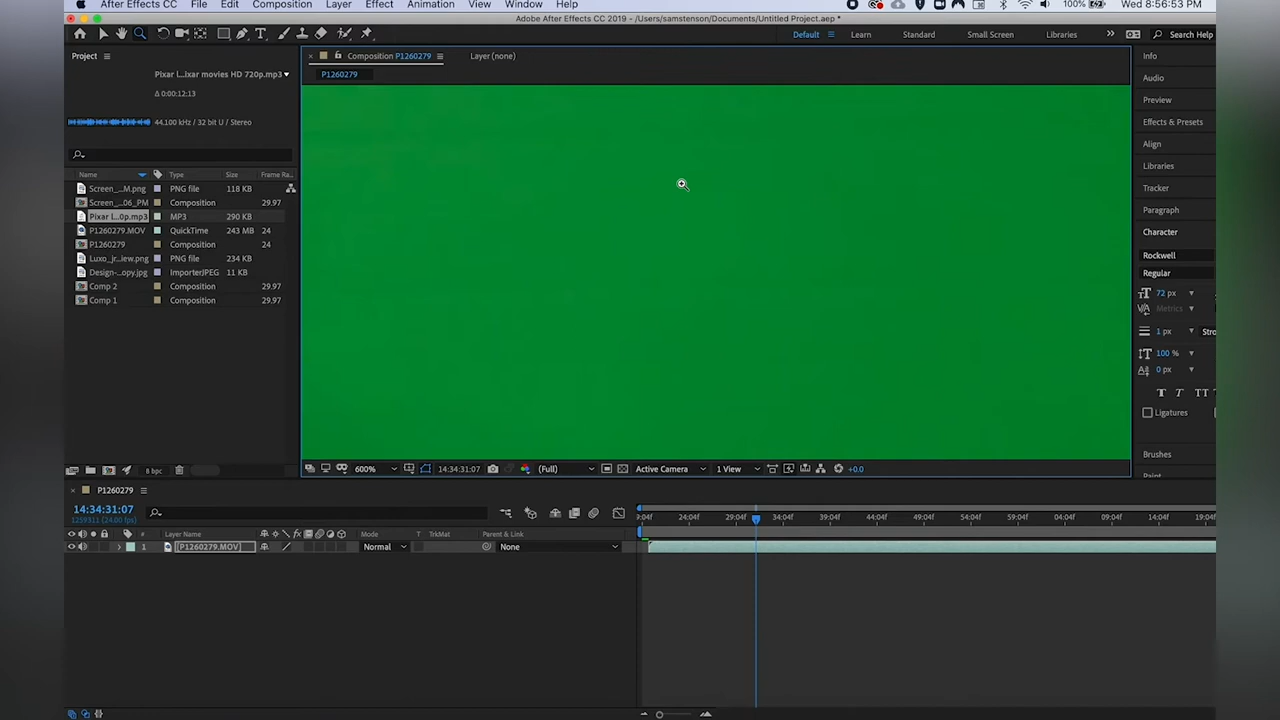 After Effects CC File Edit Composition Layer Effect Animation View Window Help 100% Wed 8:56:53 PM
Adobe After Effects CC 2019 - /Users/samstenson/Documents/Untitled Project.aep *
Default Learn Standard Small Screen Libraries Search Help
Project
Composition P1260279
Layer (none)
Info
Pixar l...ixar movies HD 720p.mp3
P1260279
Audio
Δ 0:00:12:13
Preview
44.100 kHz / 32 bit U / Stereo
Effects & Presets
Align
Libraries
Name Type Size Frame Ra...
Screen_...M.png PNG file 118 KB
Tracker
Screen_...06_PM Composition 29.97
Paragraph
Pixar l...0p.mp3 MP3 290 KB
P1260279.MOV QuickTime 243 MB 24
Character
P1260279 Composition 24
Rockwell
Luxo_jr...iew.png 234 KB PNG file
Regular
Design-...opy.jpg ImporterJPEG 11 KB
Comp 2 Composition 29.97
72 px
Comp 1 Composition 29.97
Metrics
1 px Stro
100 %
0 px
T T TT
Ligatures
Brushes
8 bpc
600% 14:34:31:07 (Full) Active Camera 1 View +0.0
P1260279
14:34:31:07
1259311 (24.00 fps)
9:04f 24:04f 29:04f 34:04f 39:04f 44:04f 49:04f 54:04f 59:04f 04:04f 09:04f 14:04f 19:04f
# Layer Name Mode T TrkMat Parent & Link
1 [P1260279.MOV] Normal None